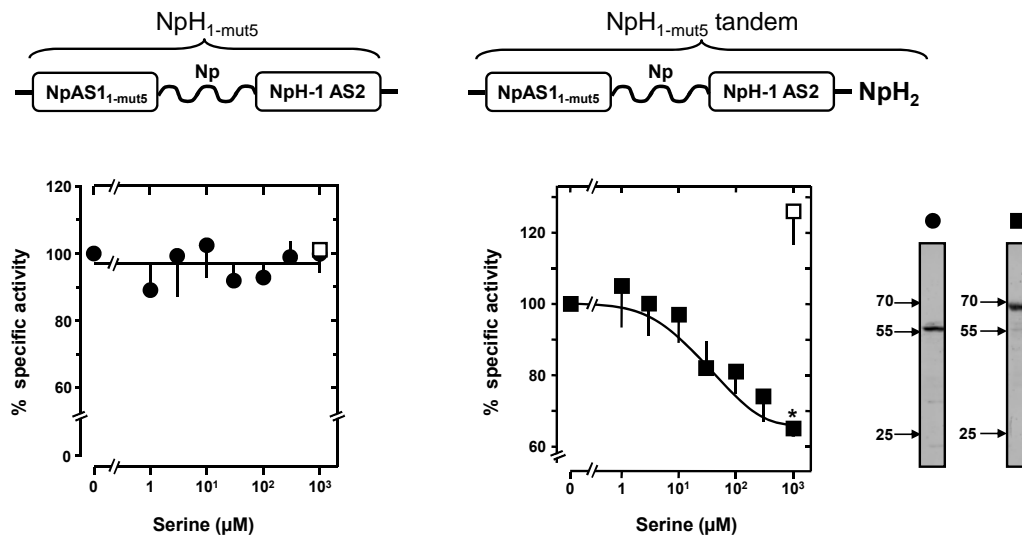 NpH1-mut5
NpAS11-mut5
Np
NpH-1 AS2
NpH1-mut5 tandem
NpAS11-mut5
Np
NpH-1 AS2
NpH2
% specific activity
120
100
80
60
0
0
1
10¹
10²
10³
Serine (µM)
% specific activity
120
100
80
60
*
0
1
10¹
10²
10³
Serine (µM)
70
55
25
70
55
25